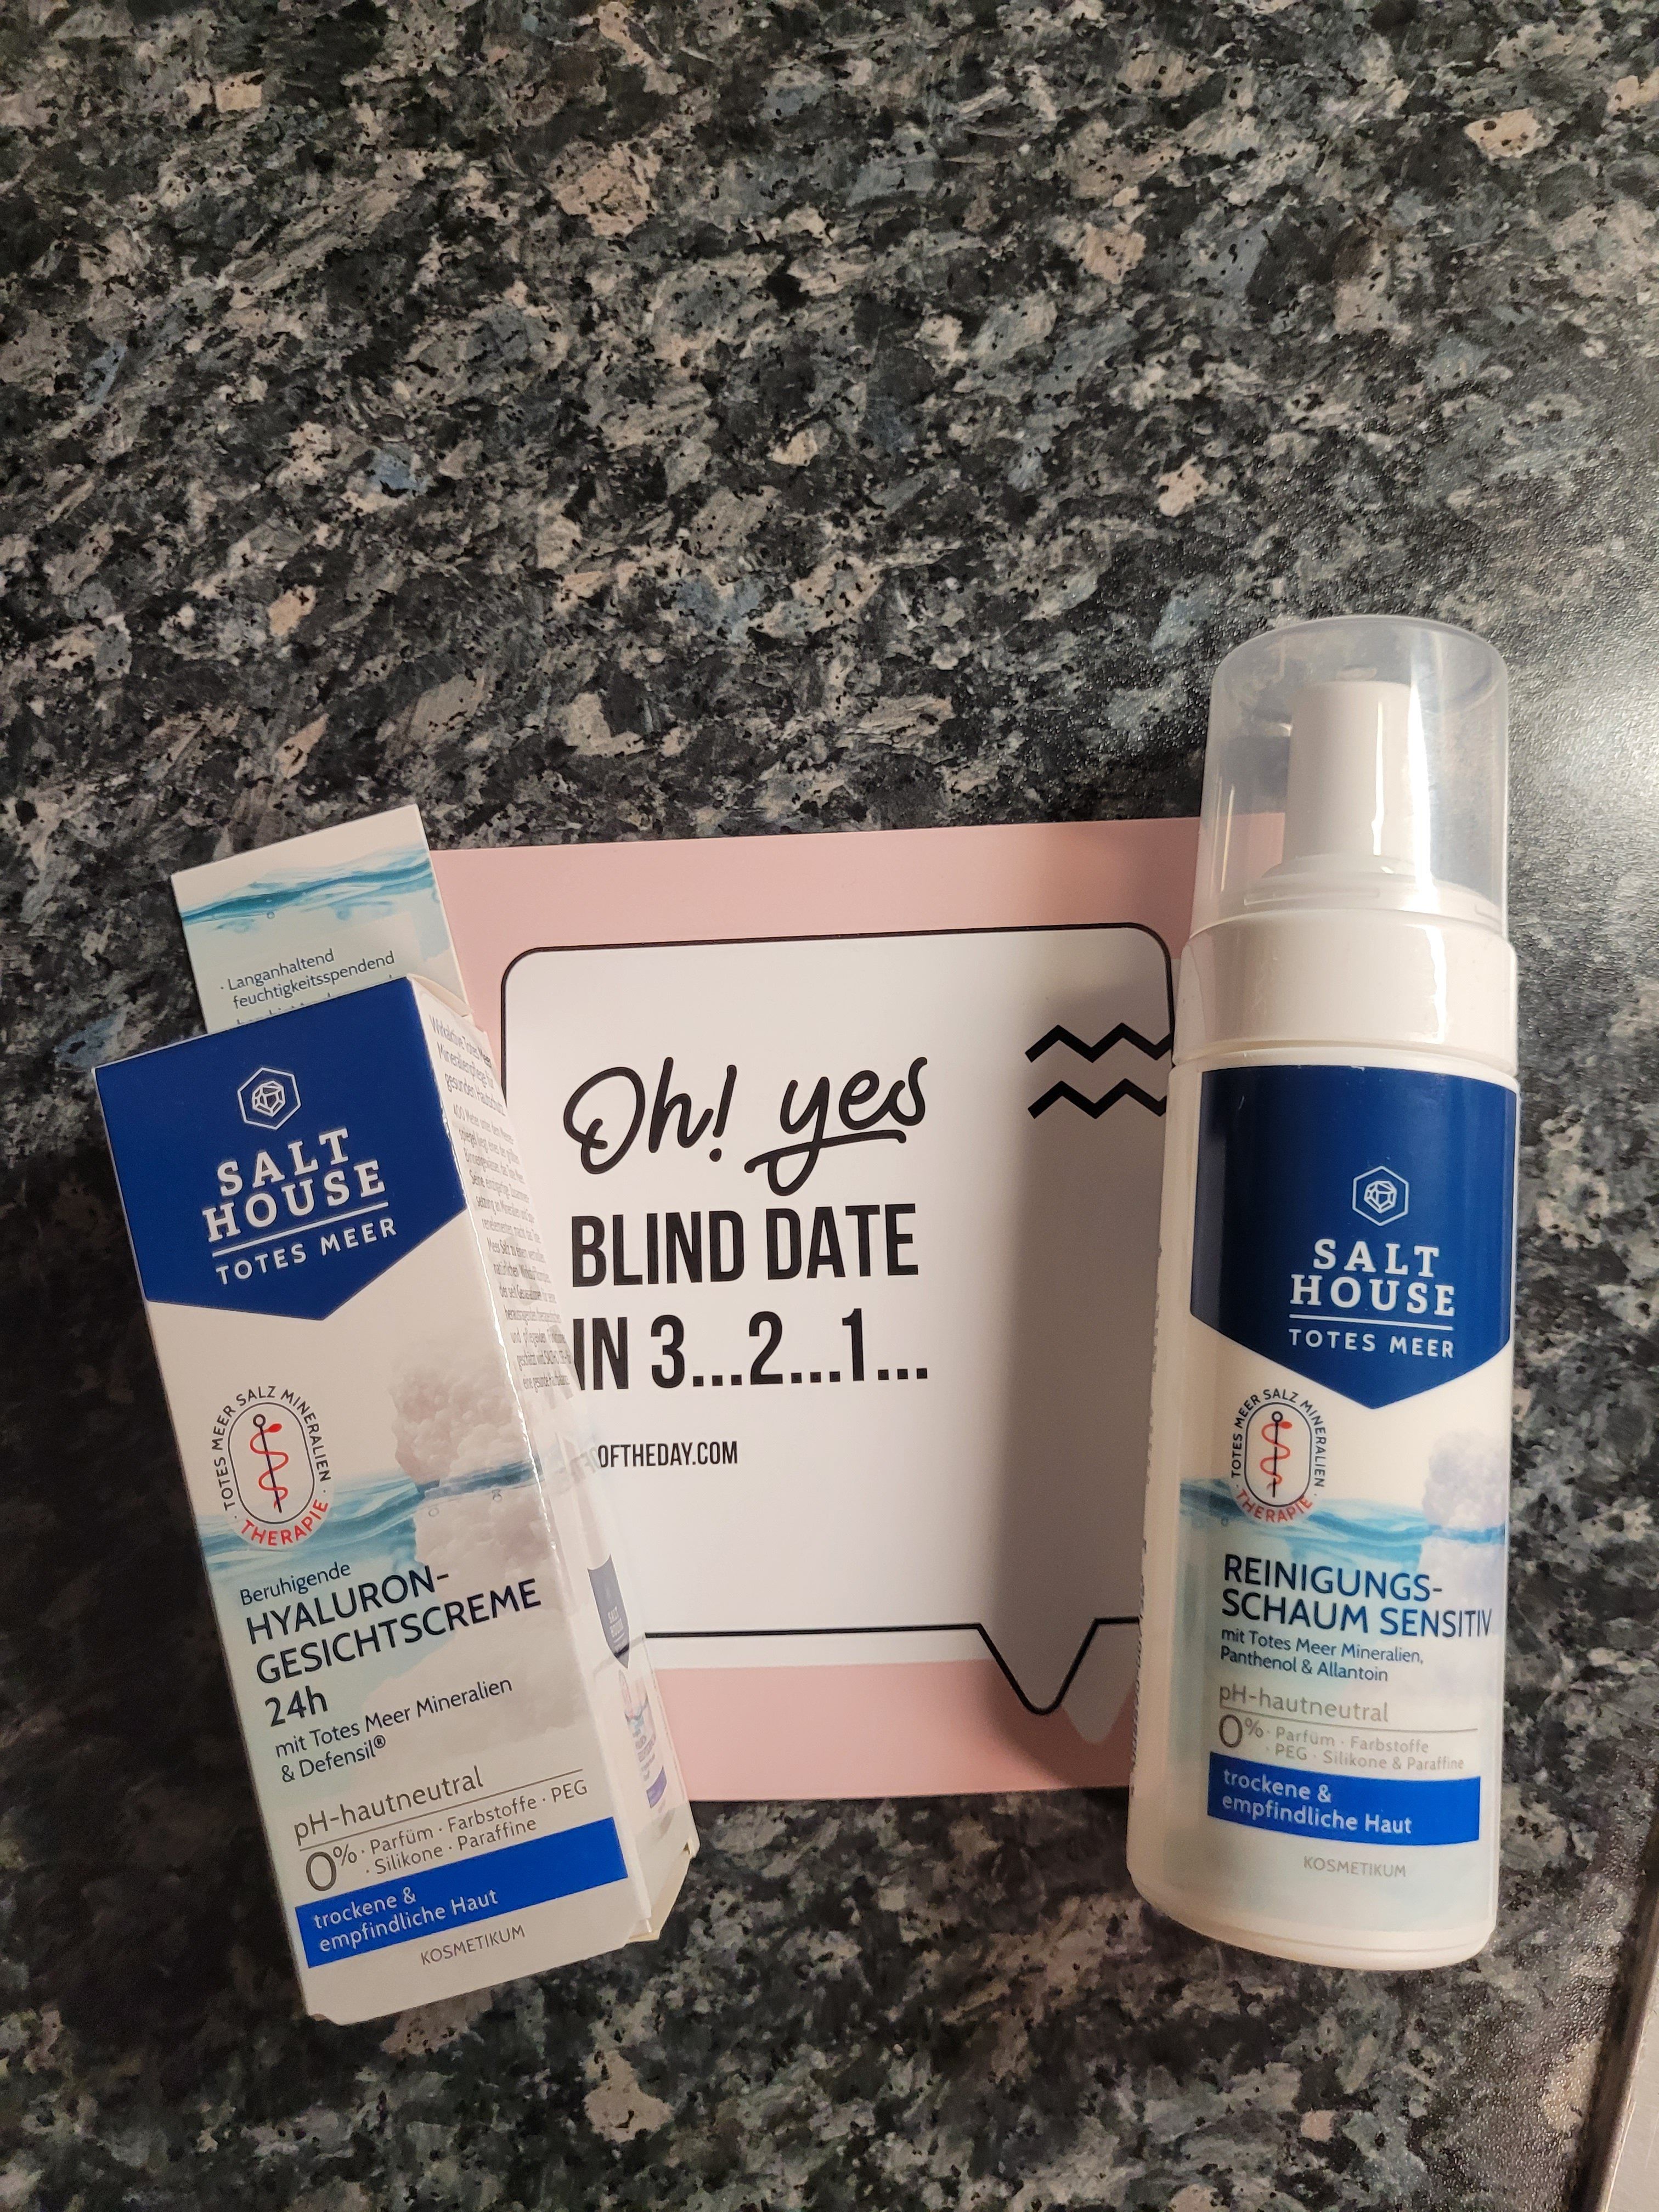 · Langanhaltend
feuchtigkeitsspendend
SALT
HOUSE
TOTES MEER
TOTES MEER SALZ MINERALIEN
· THERAPIE ·
Beruhigende
HYALURON-
GESICHTSCREME
24h
mit Totes Meer Mineralien
& Defensil®
pH-hautneutral
0% · Parfüm · Farbstoffe · PEG
· Silikone · Paraffine
trockene &
empfindliche Haut
KOSMETIKUM
Oh! yes
BLIND DATE
IN 3...2...1...
OFTHEDAY.COM
SALT
HOUSE
TOTES MEER
TOTES MEER SALZ MINERALIEN
· THERAPIE ·
REINIGUNGS-
SCHAUM SENSITIV
mit Totes Meer Mineralien,
Panthenol & Allantoin
pH-hautneutral
0% · Parfüm · Farbstoffe
· PEG · Silikone & Paraffine
trockene &
empfindliche Haut
KOSMETIKUM